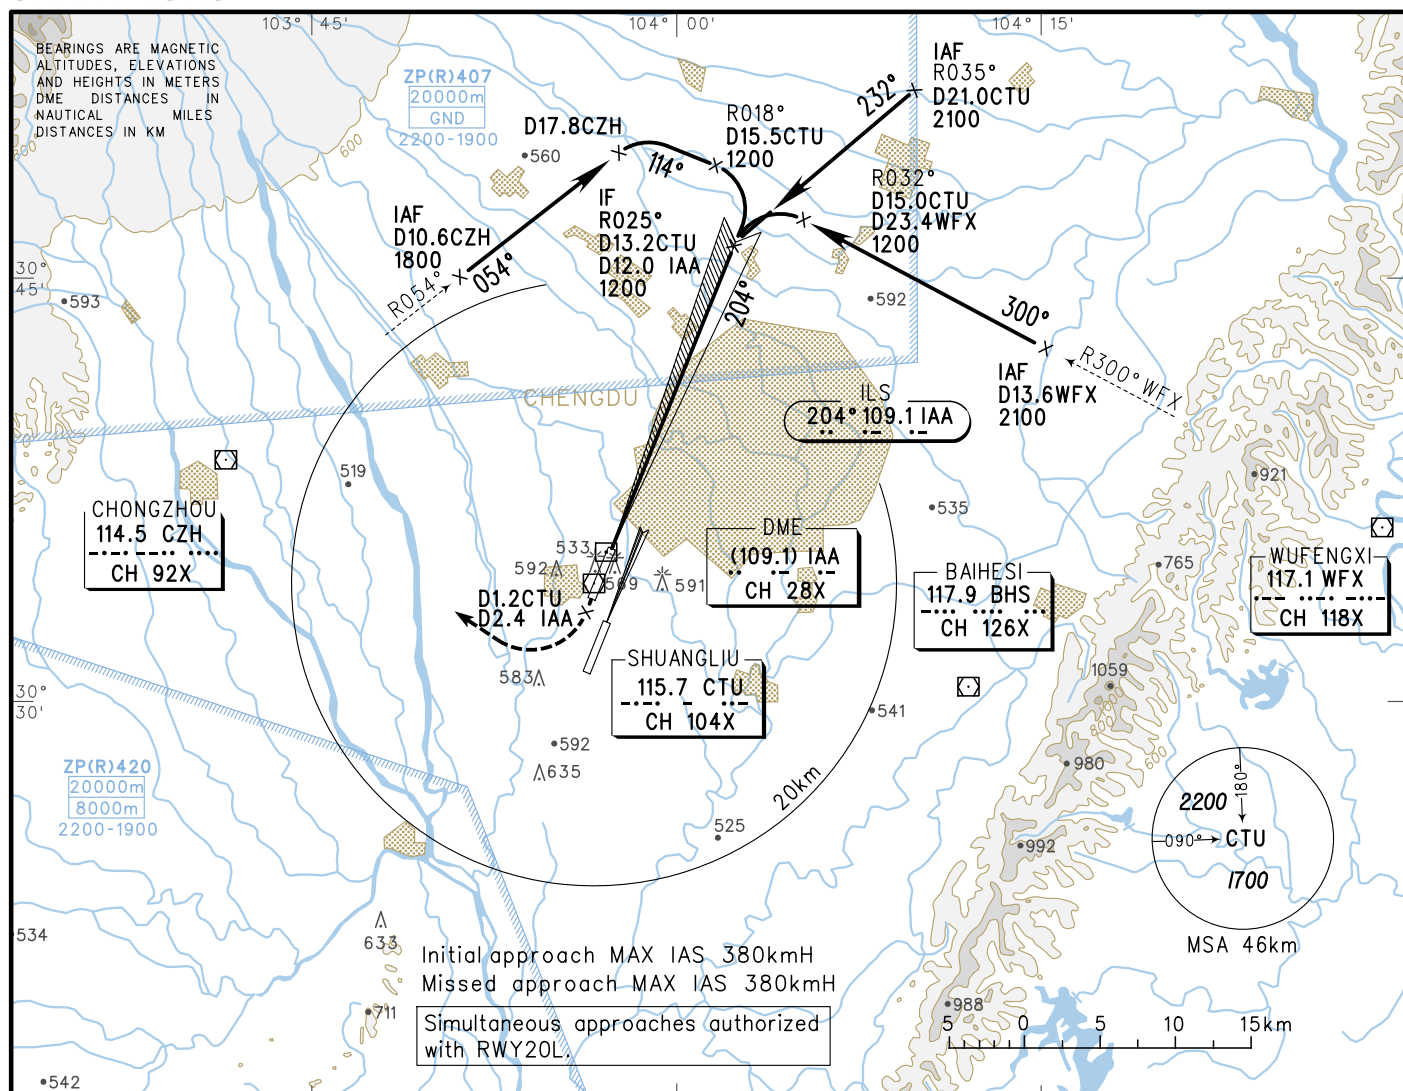 103° 45'
104° 00'
104° 15'
BEARINGS ARE MAGNETIC
ALTITUDES, ELEVATIONS
AND HEIGHTS IN METERS
DME DISTANCES IN
NAUTICAL MILES
DISTANCES IN KM
600
600
ZP(R)407
20000m
GND
2200-1900
560
D17.8CZH
114°
R018°
D15.5CTU
1200
232°
IAF
R035°
D21.0CTU
2100
R032°
D15.0CTU
D23.4WFX
1200
IAF
D10.6CZH
1800
R054°
054°
IF
R025°
D13.2CTU
D12.0 IAA
1200
204°
30°
45'
593
592
300°
IAF
D13.6WFX
2100
R300°WFX
CHENGDU
ILS
204° 109.1 IAA
519
921
535
CHONGZHOU
114.5 CZH
CH 92X
533
592
569
591
DME
(109.1) IAA
CH 28X
BAIHESI
117.9 BHS
CH 126X
765
WUFENGXI
117.1 WFX
CH 118X
D1.2CTU
D2.4 IAA
583
SHUANGLIU
115.7 CTU
CH 104X
1059
800
600
30°
30'
541
592
635
980
20km
ZP(R)420
20000m
8000m
2200-1900
525
992
2200
180°
090°
CTU
1700
MSA 46km
534
633
711
988
542
Initial approach MAX IAS 380kmH
Missed approach MAX IAS 380kmH
Simultaneous approaches authorized
with RWY20L.
5 0 5 10 15km